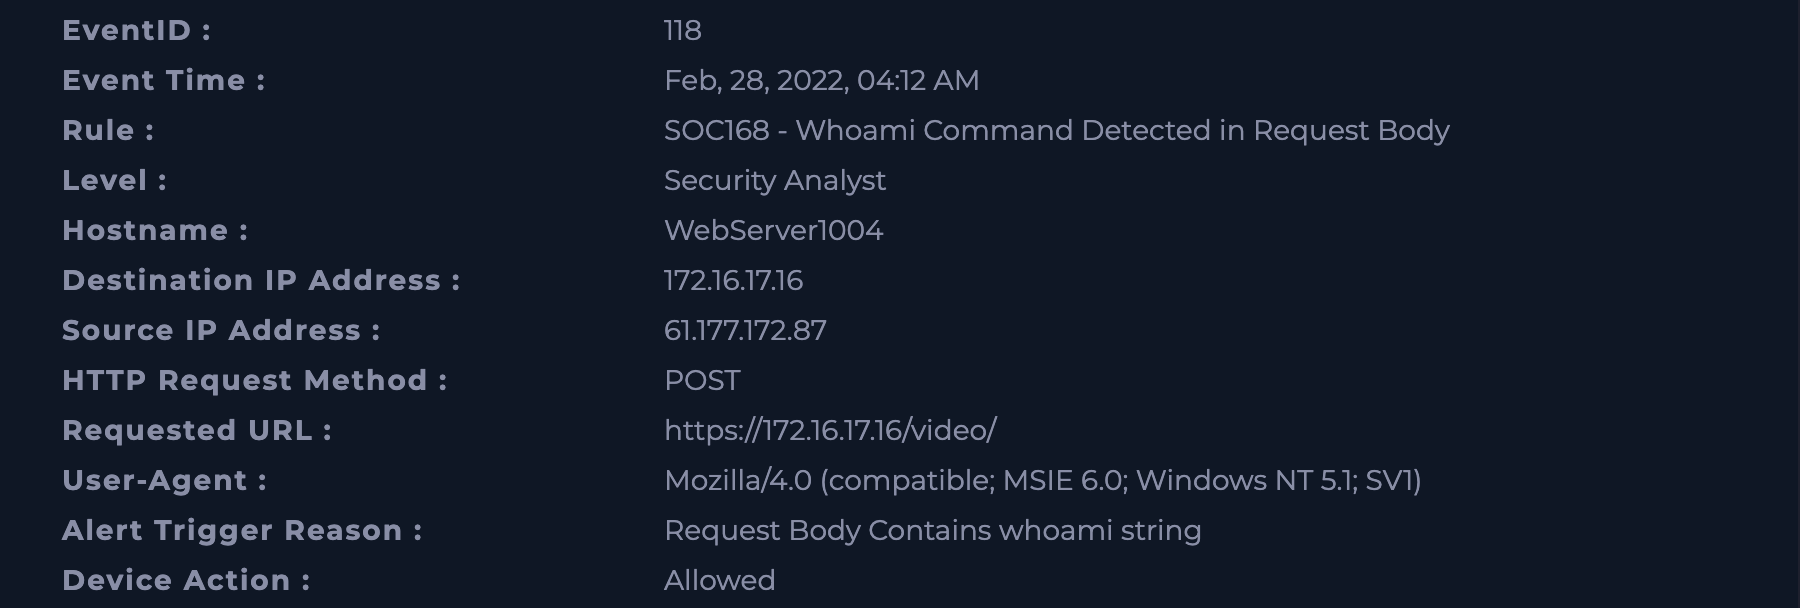 EventID : 118
Event Time : Feb, 28, 2022, 04:12 AM
Rule : SOC168 - Whoami Command Detected in Request Body
Level : Security Analyst
Hostname : WebServer1004
Destination IP Address : 172.16.17.16
Source IP Address : 61.177.172.87
HTTP Request Method : POST
Requested URL : https://172.16.17.16/video/
User-Agent : Mozilla/4.0 (compatible; MSIE 6.0; Windows NT 5.1; SV1)
Alert Trigger Reason : Request Body Contains whoami string
Device Action : Allowed